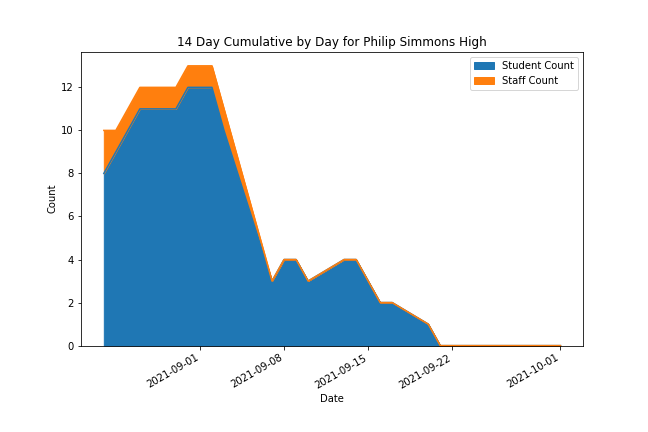 14 Day Cumulative by Day for Philip Simmons High
Student Count
Staff Count
Count
12
10
8
6
4
2
0
2021-09-01
2021-09-08
2021-09-15
2021-09-22
2021-10-01
Date